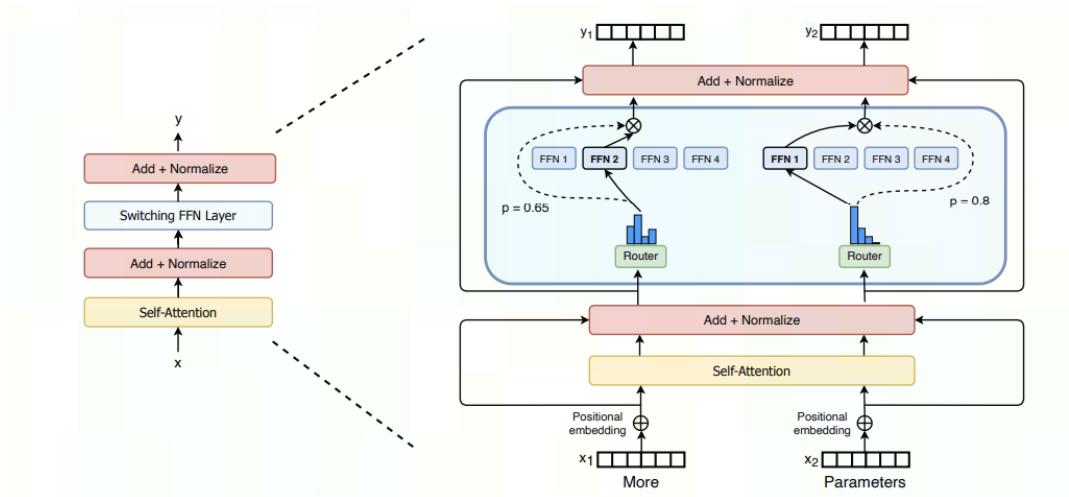 y
Add + Normalize
Switching FFN Layer
Add + Normalize
Self-Attention
x
y1
y2
Add + Normalize
FFN 1
FFN 2
FFN 3
FFN 4
FFN 1
FFN 2
FFN 3
FFN 4
p = 0.65
p = 0.8
Router
Router
Add + Normalize
Self-Attention
Positional
embedding
Positional
embedding
x1
x2
More
Parameters